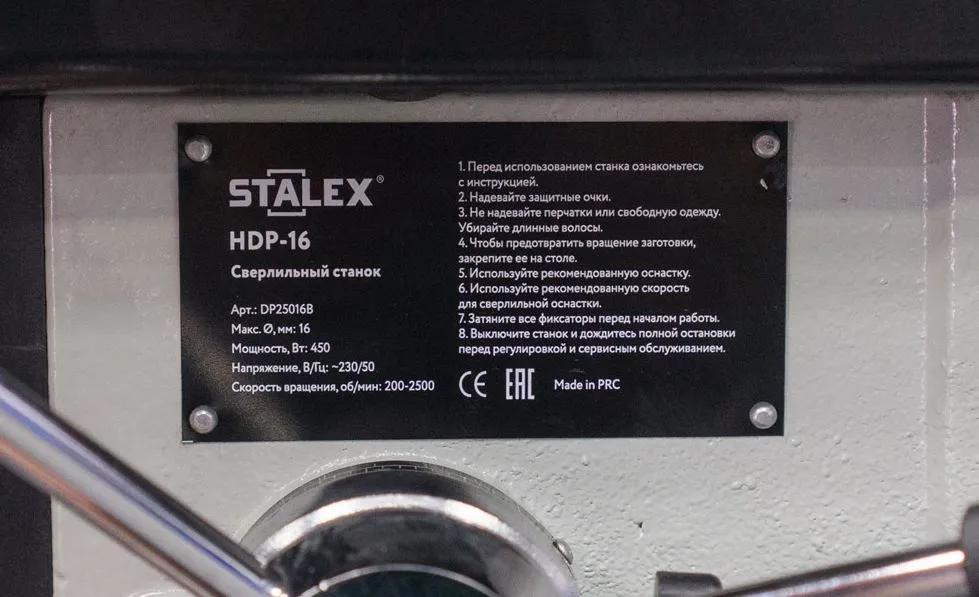 STALEX®
HDP-16
Сверлильный станок
Арт.: DP25016B
Макс. Ø, мм: 16
Мощность, Вт: 450
Напряжение, В/Гц: ~230/50
Скорость вращения, об/мин: 200-2500
1. Перед использованием станка ознакомьтесь
с инструкцией.
2. Надевайте защитные очки.
3. Не надевайте перчатки или свободную одежду.
Убирайте длинные волосы.
4. Чтобы предотвратить вращение заготовки,
закрепите ее на столе.
5. Используйте рекомендованную оснастку.
6. Используйте рекомендованную скорость
для сверлильной оснастки.
7. Затяните все фиксаторы перед началом работы.
8. Выключите станок и дождитесь полной остановки
перед регулировкой и сервисным обслуживанием.
CE EAC Made in PRC